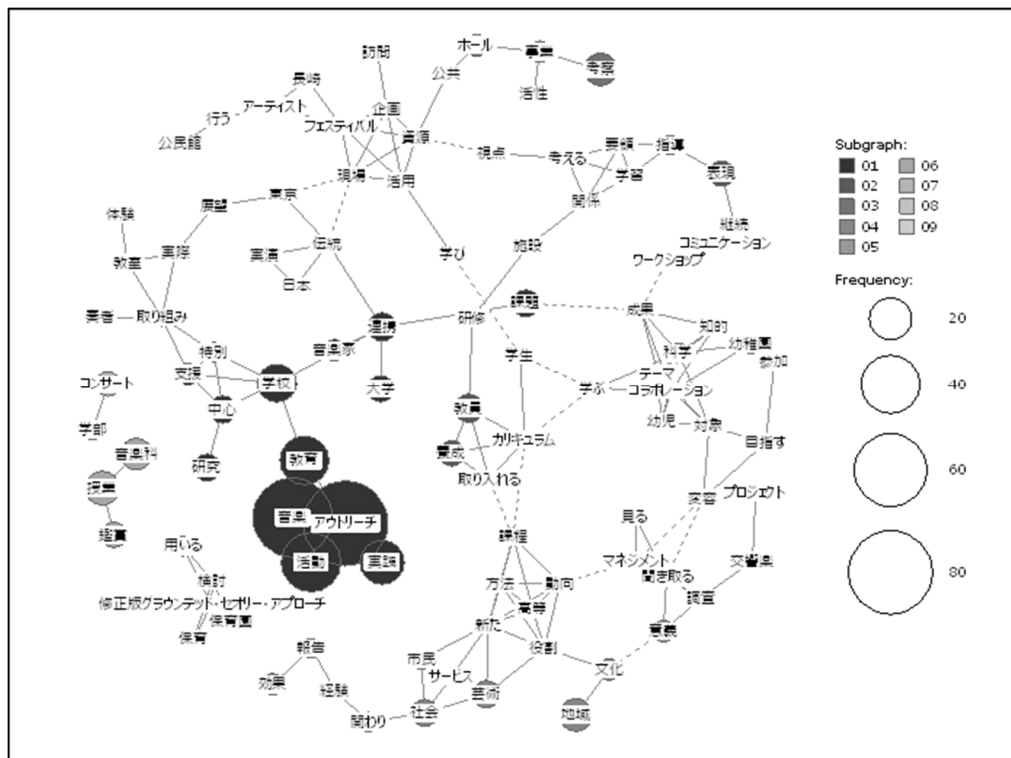 ホール
事業
考察
訪問
公共
活性
長崎
アーティスト
企画
行う
フェスティバル
資源
公民館
視点
考える
要領
指導
現場
活用
学習
表現
関係
東京
展望
体験
継続
伝統
施設
コミュニケーション
実際
実演
学び
ワークショップ
教室
日本
課題
成果
奏者
取り組み
連携
研修
知的
音楽家
幼稚園
特別
学生
科学
参加
支援
テーマ
コンサート
学校
大学
学ぶ
コラボレーション
中心
教員
幼児
対象
学部
カリキュラム
目指す
音楽科
研究
教育
養成
取り入れる
授業
変容
プロジェクト
音楽
アウトリーチ
見る
鑑賞
課程
用いる
活動
実践
マネジメント
交響楽
検討
方法
動向
聞き取る
修正版グラウンテッド・セオリー・アプローチ
高等
調査
保育園
新た
意義
保育
報告
役割
市民
サービス
文化
効果
経験
芸術
関わり
社会
地域
Subgraph:
01 06
02 07
03 08
04 09
05
Frequency:
20
40
60
80